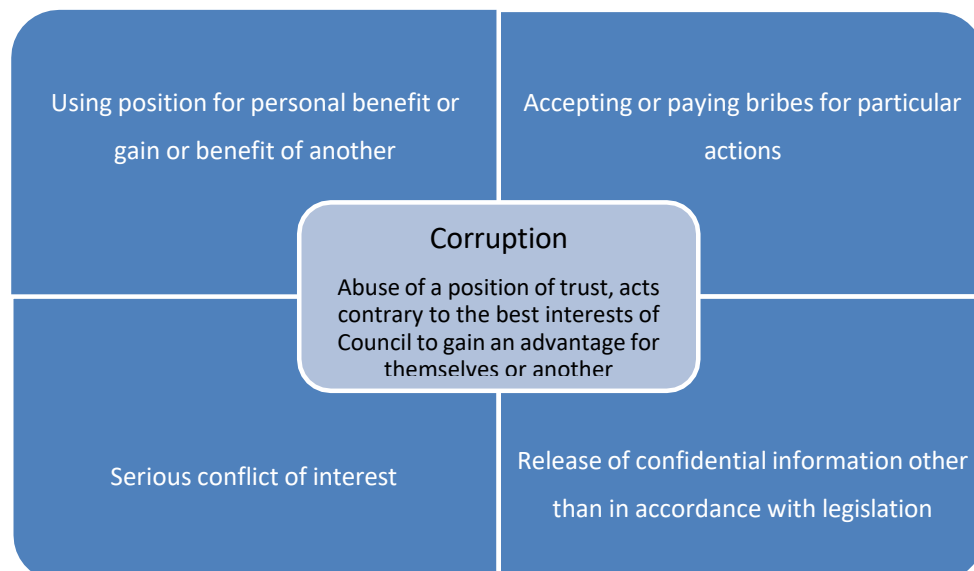 Using position for personal benefit or
gain or benefit of another
Accepting or paying bribes for particular
actions
Corruption
Abuse of a position of trust, acts
contrary to the best interests of
Council to gain an advantage for
themselves or another
Serious conflict of interest
Release of confidential information other
than in accordance with legislation